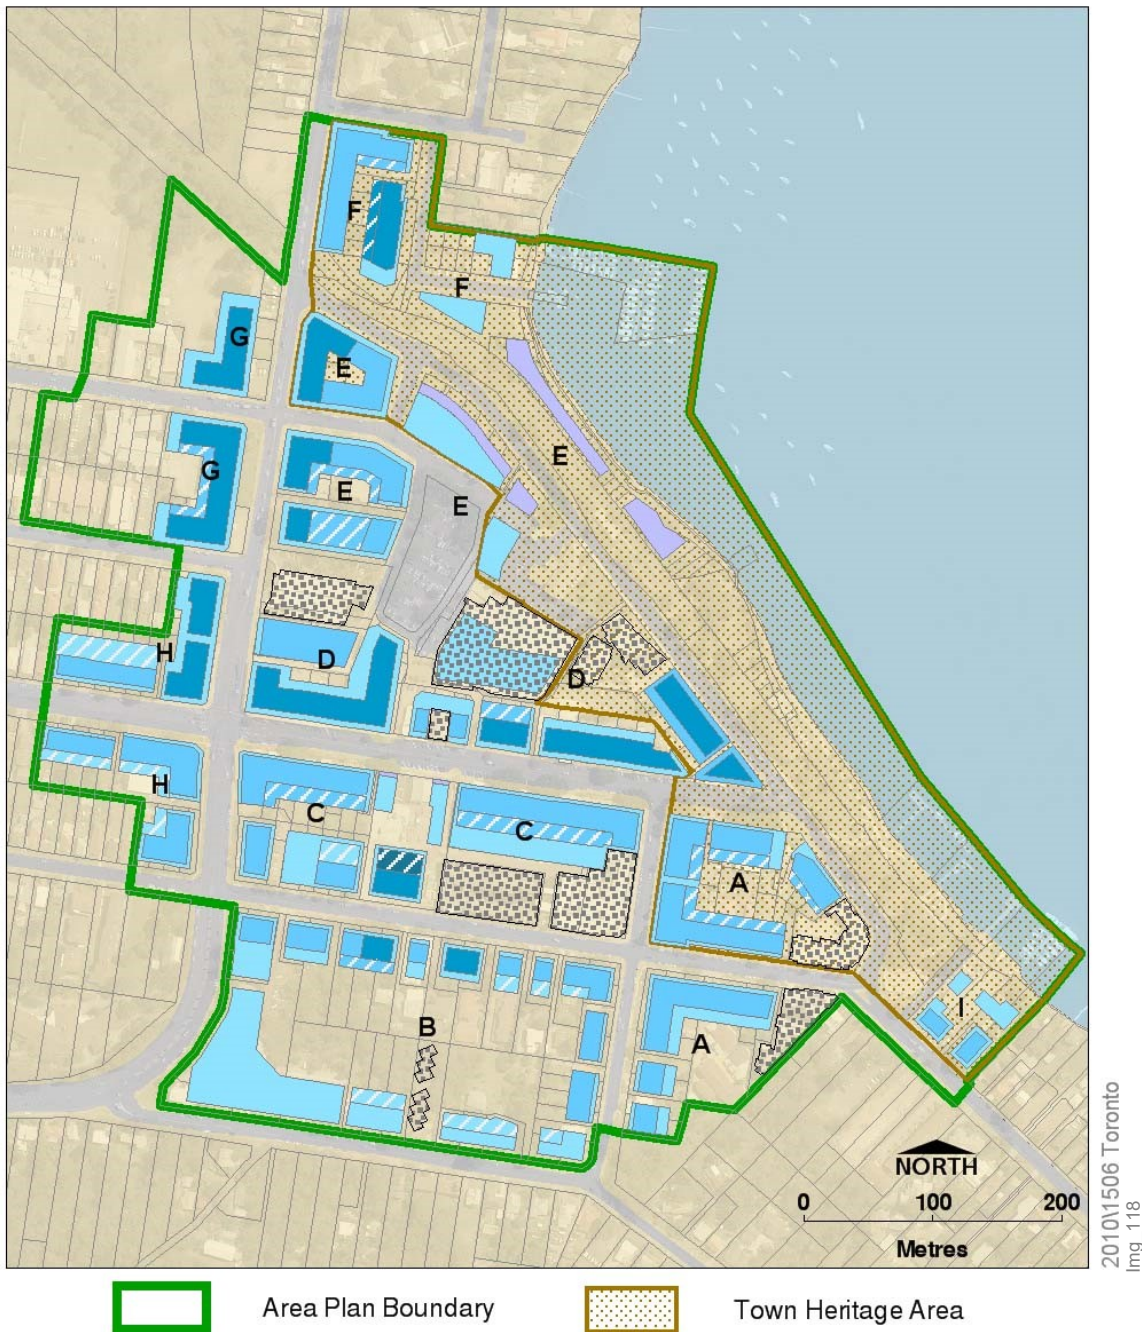 F
F
G
E
E
G
E
E
H
D
D
H
C
C
A
B
A
I
NORTH
0 100 200
Metres
2010\1506 Toronto
Img 118
Area Plan Boundary
Town Heritage Area